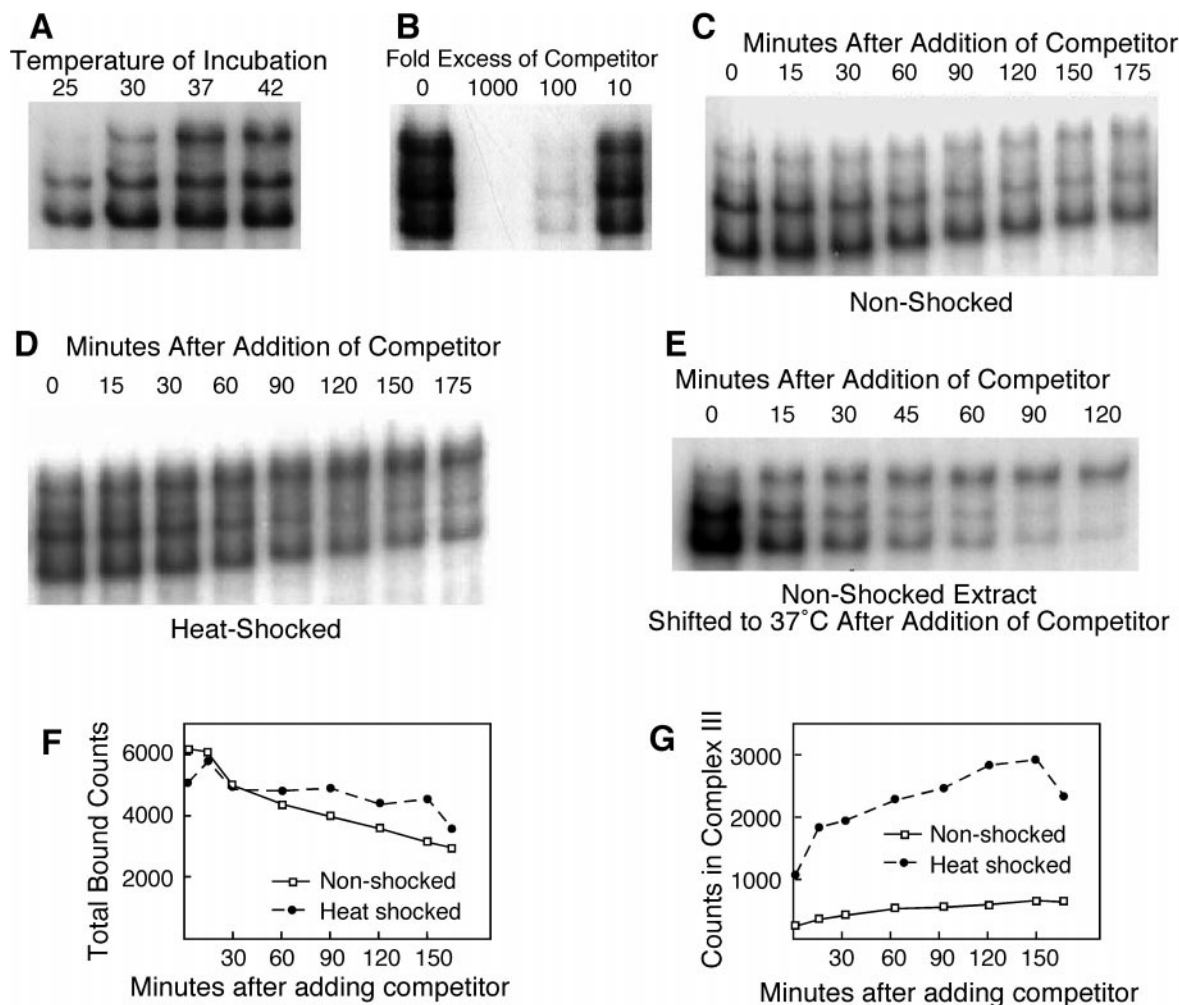 A
Temperature of Incubation
25 30 37 42
B
Fold Excess of Competitor
0 1000 100 10
C
Minutes After Addition of Competitor
0 15 30 60 90 120 150 175
Non-Shocked
D
Minutes After Addition of Competitor
0 15 30 60 90 120 150 175
Heat-Shocked
E
Minutes After Addition of Competitor
0 15 30 45 60 90 120
Non-Shocked Extract
Shifted to 37˚C After Addition of Competitor
F
Total Bound Counts
6000
4000
2000
Non-shocked
Heat shocked
30 60 90 120 150
Minutes after adding competitor
G
Counts in Complex III
3000
2000
1000
Non-shocked
Heat shocked
30 60 90 120 150
Minutes after adding competitor